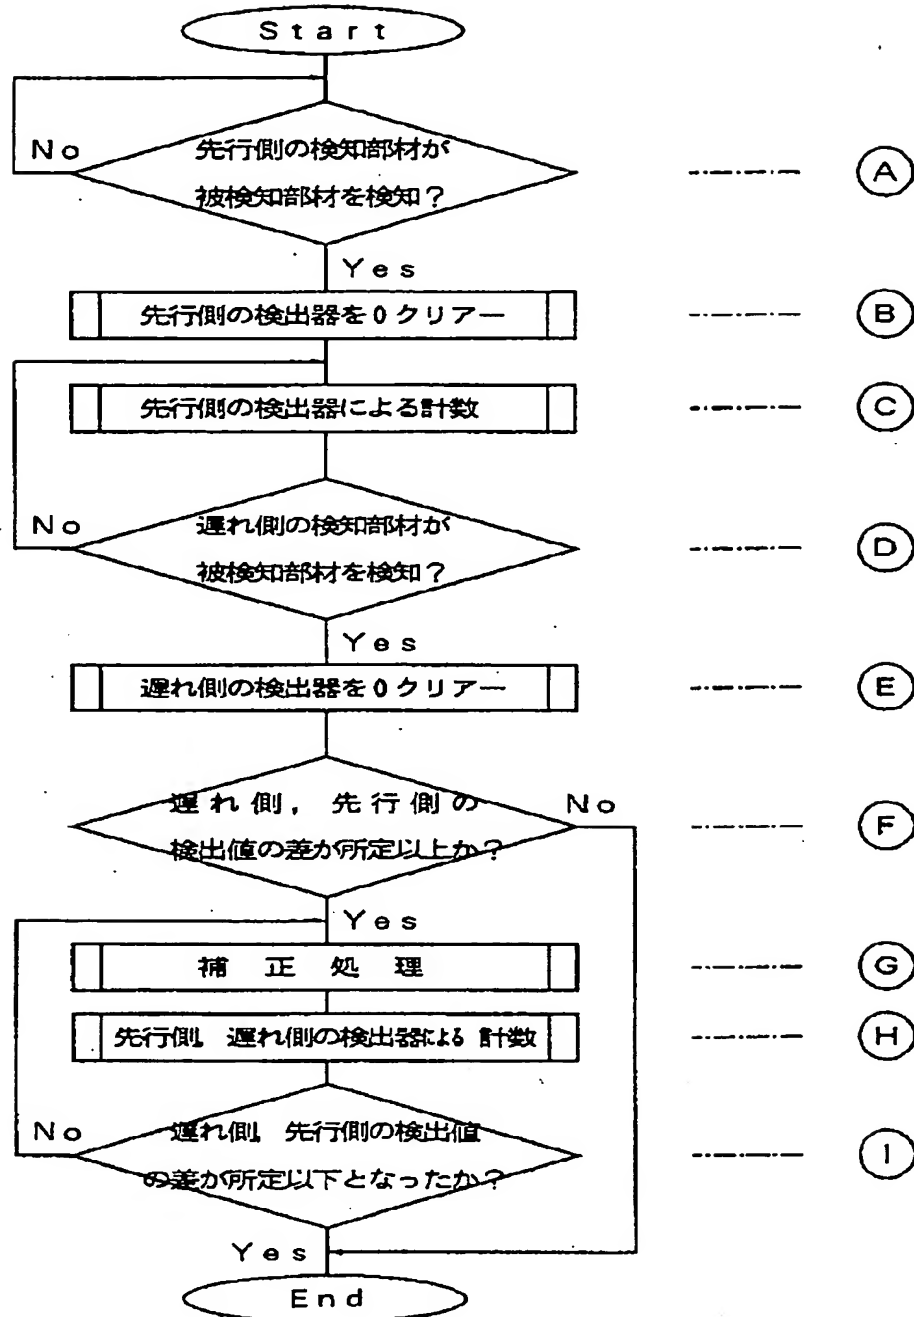 Start
No
先行側の検知部材が
被検知部材を検知?
A
Yes
先行側の検出器を0クリアー
B
先行側の検出器による計数
C
No
遅れ側の検知部材が
被検知部材を検知?
D
Yes
遅れ側の検出器を0クリアー
E
遅れ側,先行側の
検出値の差が所定以上か?
No
F
Yes
補正処理
G
先行側,遅れ側の検出器による計数
H
No
遅れ側,先行側の検出値
の差が所定以下となったか?
I
Yes
End